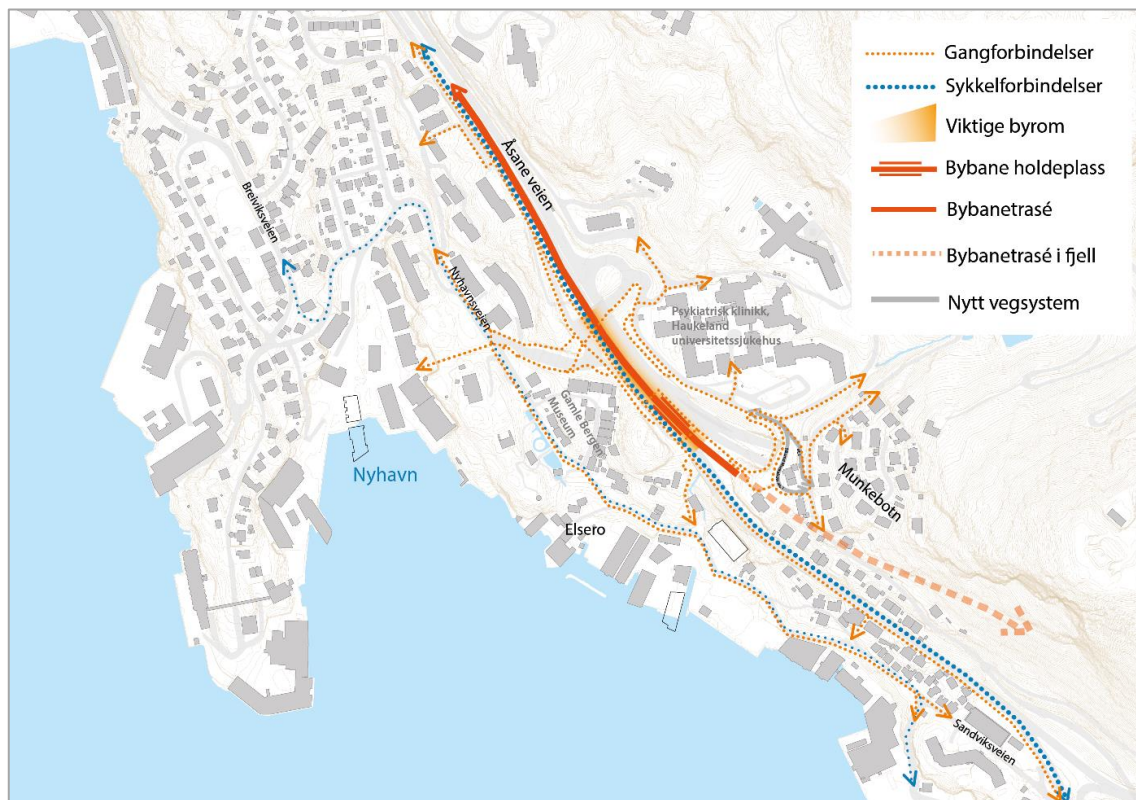 Gangforbindelser
Sykkelforbindelser
Viktige byrom
Bybane holdeplass
Bybanetrasé
Bybanetrasé i fjell
Nytt vegsystem
Åsane veien
Breiviksveien
Nyhavnsveien
Psykiatrisk klinikk,
Haukeland
universitetssjukehus
Gamle Bergen
Museum
Nyhavn
Munkebotn
Elsero
Sandviksveien